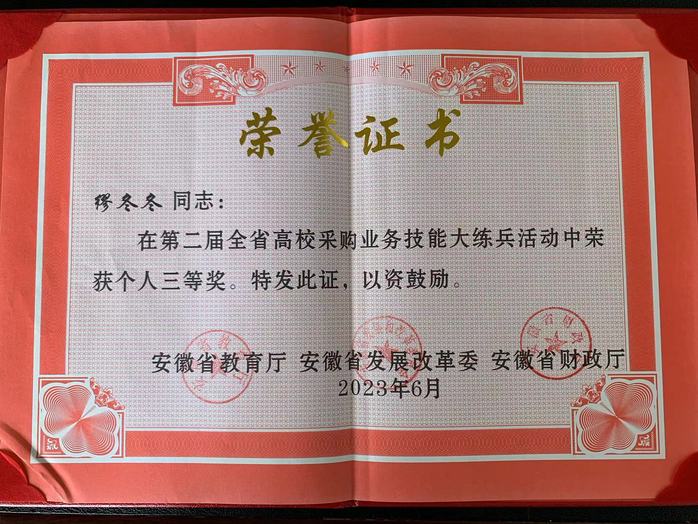 荣誉证书
缪冬冬 同志：
在第二届全省高校采购业务技能大练兵活动中荣
获个人三等奖。特发此证，以资鼓励。
安徽省教育厅 安徽省发展改革委 安徽省财政厅
2023年6月